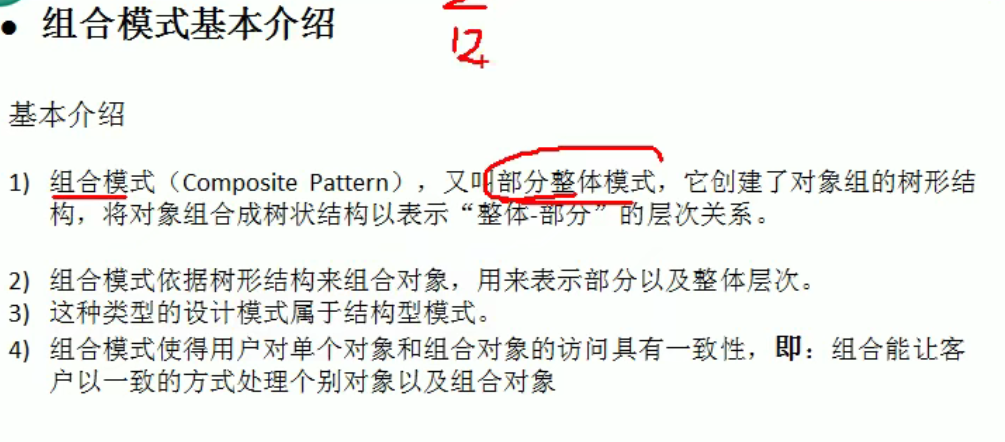 ● 组合模式基本介绍
12
基本介绍
1) 组合模式（Composite Pattern），又叫部分整体模式，它创建了对象组的树形结
构，将对象组合成树状结构以表示“整体-部分”的层次关系。
2) 组合模式依据树形结构来组合对象，用来表示部分以及整体层次。
3) 这种类型的设计模式属于结构型模式。
4) 组合模式使得用户对单个对象和组合对象的访问具有一致性，即：组合能让客
户以一致的方式处理个别对象以及组合对象